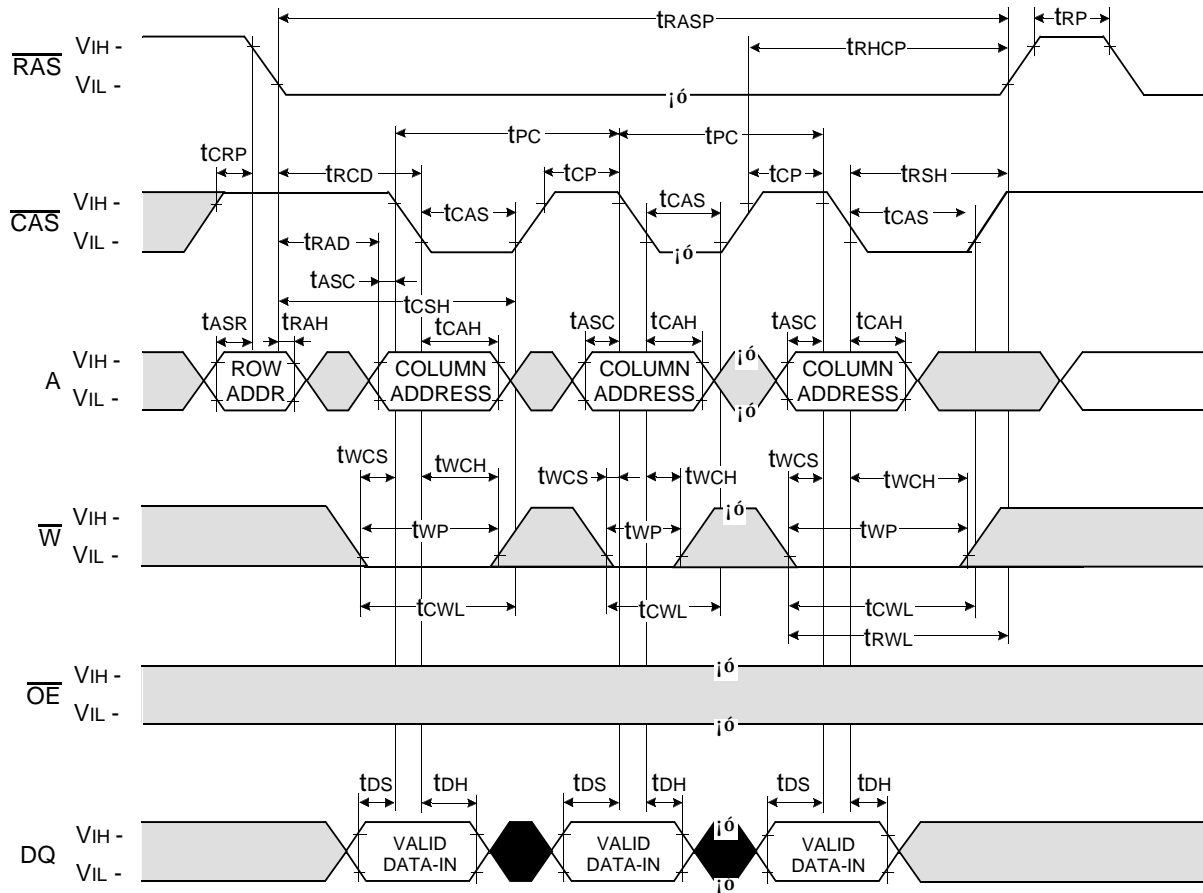 tRASP
tRP
RAS
VIH -
tRHCP
VIL -
¡ó
tPC
tPC
tCRP
tRCD
tCP
tCP
tRSH
CAS
VIH -
tCAS
tCAS
tCAS
VIL -
tRAD
¡ó
tASC
tCSH
tASR
tRAH
tCAH
tASC
tCAH
tASC
tCAH
A
VIH -
VIL -
ROW
ADDR
COLUMN
ADDRESS
COLUMN
ADDRESS
¡ó
¡ó
COLUMN
ADDRESS
tWCS
tWCH
tWCS
tWCH
tWCS
tWCH
W
VIH -
VIL -
tWP
tWP
¡ó
tWP
tCWL
tCWL
tCWL
tRWL
OE
VIH -
VIL -
¡ó
¡ó
tDS
tDH
tDS
tDH
tDS
tDH
DQ
VIH -
VIL -
VALID
DATA-IN
VALID
DATA-IN
¡ó
¡ó
VALID
DATA-IN